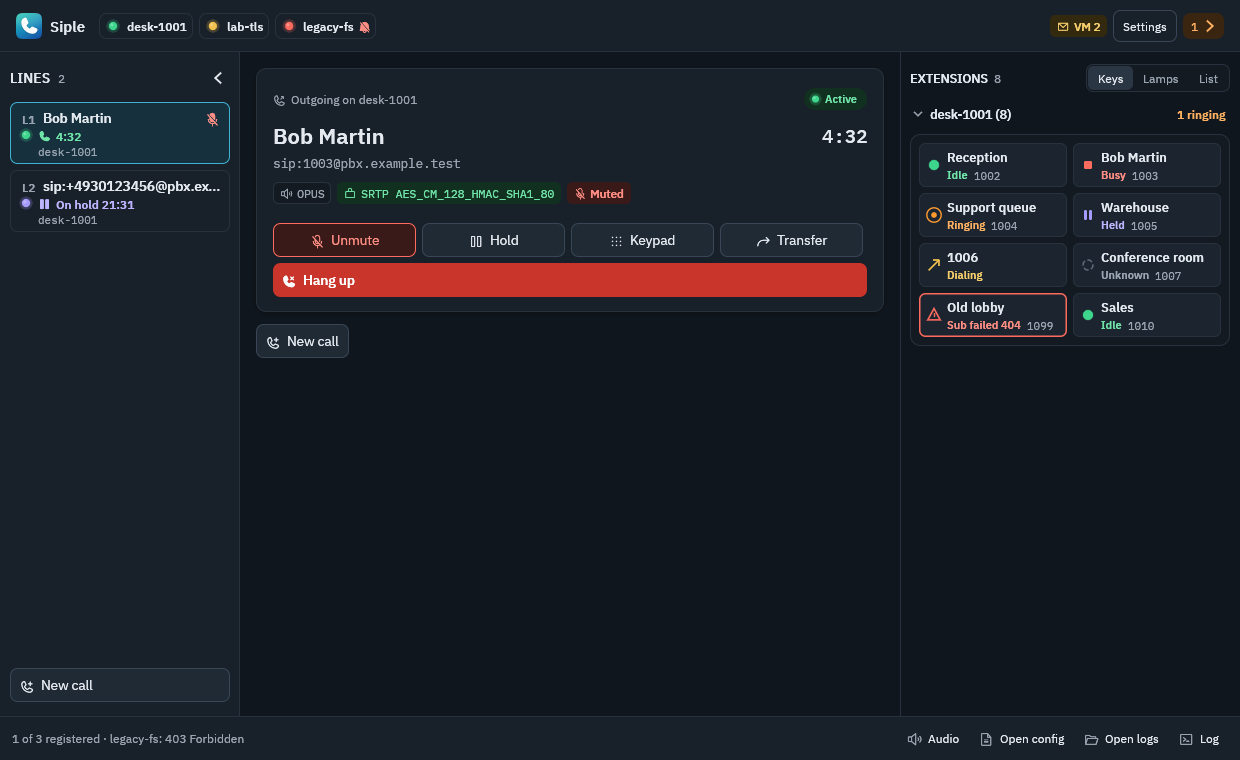 Siple
desk-1001
lab-tls
legacy-fs
VM 2
Settings
1
LINES 2
L1 Bob Martin
4:32
desk-1001
L2 sip:+4930123456@pbx.ex...
On hold 21:31
desk-1001
New call
Outgoing on desk-1001
Active
Bob Martin
4:32
sip:1003@pbx.example.test
OPUS
SRTP AES_CM_128_HMAC_SHA1_80
Muted
Unmute
Hold
Keypad
Transfer
Hang up
New call
EXTENSIONS 8
Keys
Lamps
List
desk-1001 (8)
1 ringing
Reception
Idle 1002
Bob Martin
Busy 1003
Support queue
Ringing 1004
Warehouse
Held 1005
1006
Dialing
Conference room
Unknown 1007
Old lobby
Sub failed 404 1099
Sales
Idle 1010
1 of 3 registered · legacy-fs: 403 Forbidden
Audio
Open config
Open logs
Log